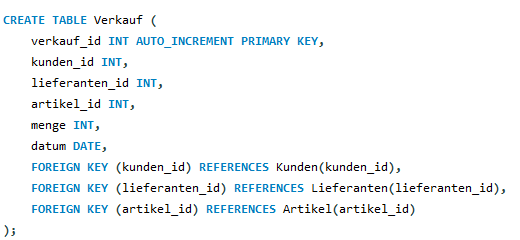 CREATE TABLE Verkauf (
    verkauf_id INT AUTO_INCREMENT PRIMARY KEY,
    kunden_id INT,
    lieferanten_id INT,
    artikel_id INT,
    menge INT,
    datum DATE,
    FOREIGN KEY (kunden_id) REFERENCES Kunden(kunden_id),
    FOREIGN KEY (lieferanten_id) REFERENCES Lieferanten(lieferanten_id),
    FOREIGN KEY (artikel_id) REFERENCES Artikel(artikel_id)
);